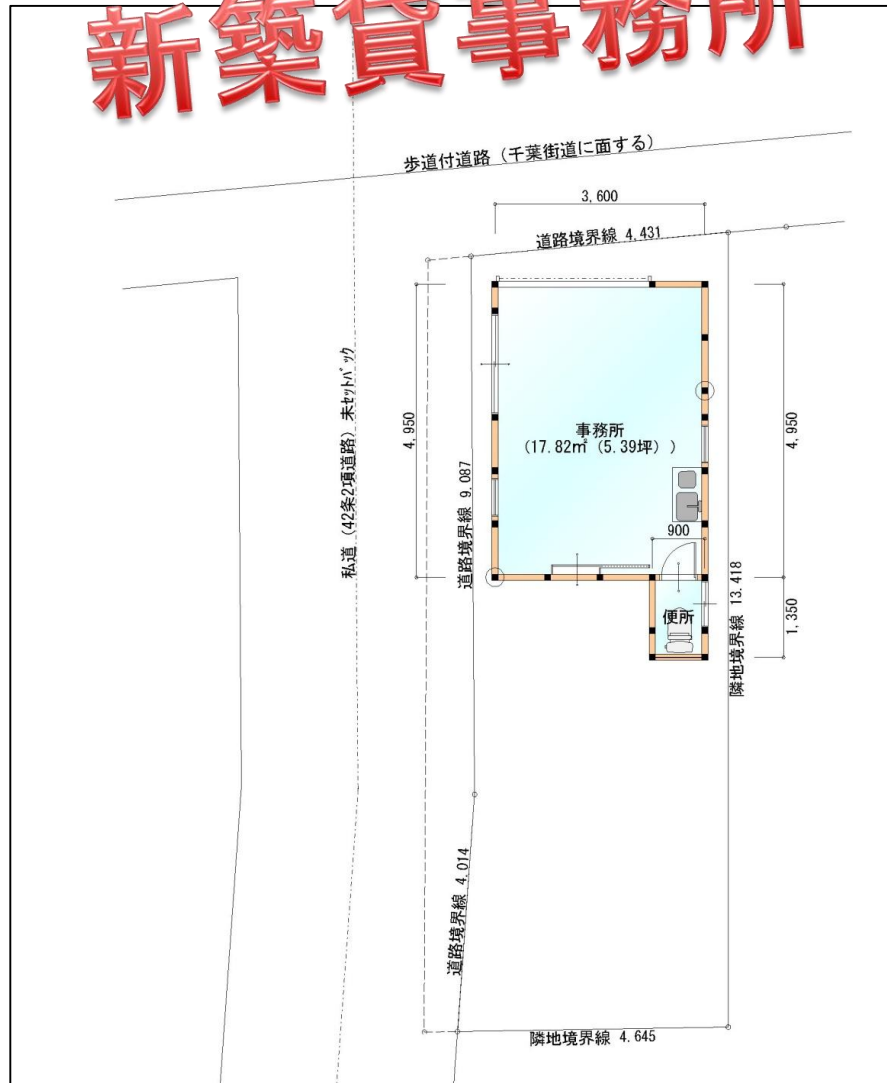 新築貸事務所
歩道付道路（千葉街道に面する）
3,600
道路境界線 4.431
私道（42条2項道路）未セットバック
4,950
道路境界線 9.087
事務所
（17.82㎡（5.39坪））
4,950
900
便所
1,350
隣地境界線 13.418
道路境界線 4.014
隣地境界線 4.645